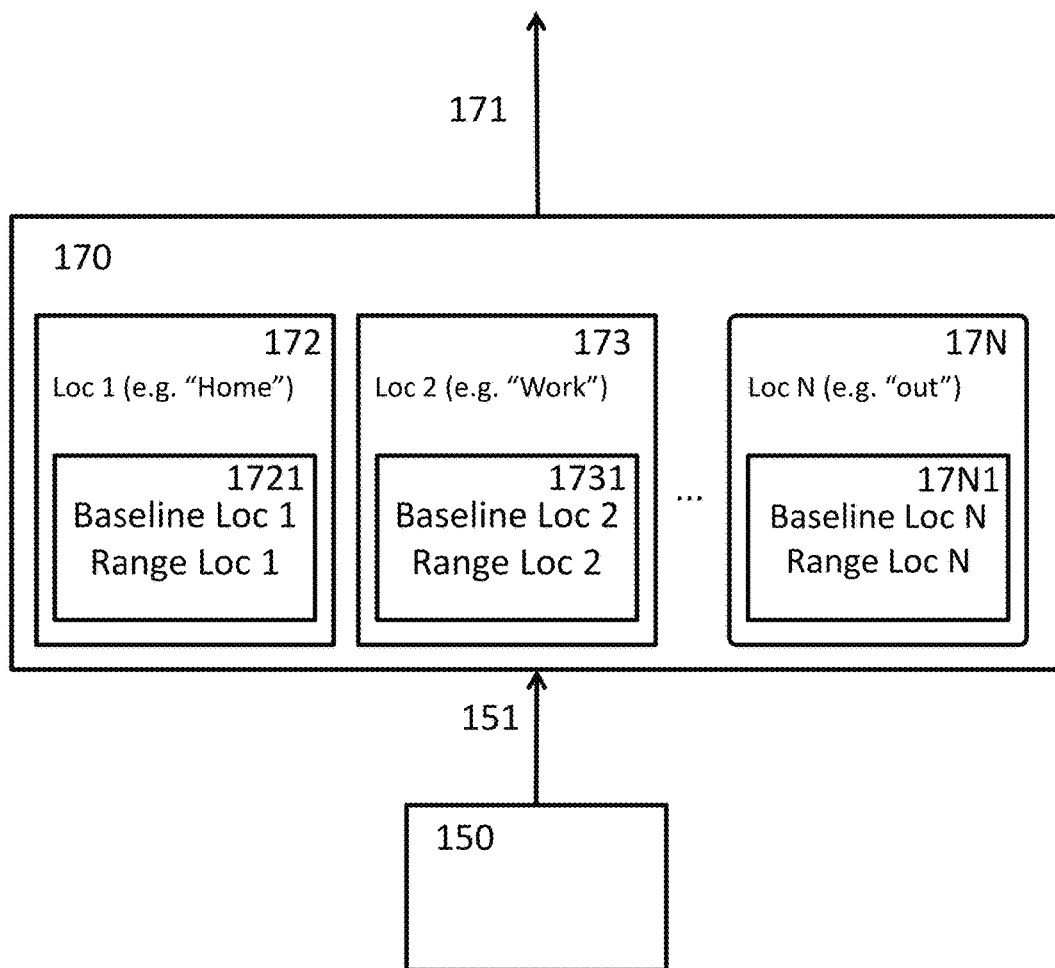 171
170
172
Loc 1 (e.g. “Home”)
1721
Baseline Loc 1
Range Loc 1
173
Loc 2 (e.g. “Work”)
1731
Baseline Loc 2
Range Loc 2
...
17N
Loc N (e.g. “out”)
17N1
Baseline Loc N
Range Loc N
151
150